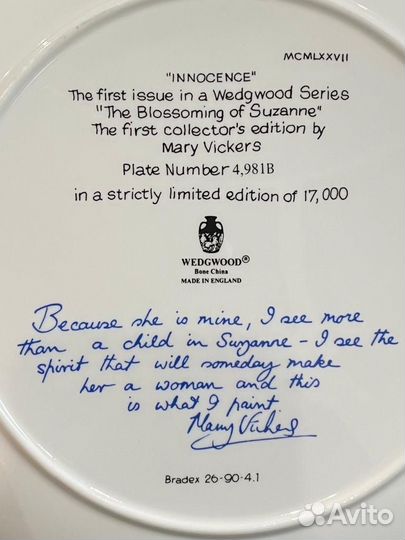 MCMLXXVII
"INNOCENCE"
The first issue in a Wedgwood Series
"The Blossoming of Suzanne"
The first collector's edition by
Mary Vickers
Plate Number 4,981B
in a strictly limited edition of 17,000
WEDGWOOD®
Bone China
MADE IN ENGLAND
Because she is mine, I see more
than a child in Suzanne - I see the
spirit that will someday make
her a woman and this
is what I paint
Mary Vickers
Bradex 26-90-4.1
Avito